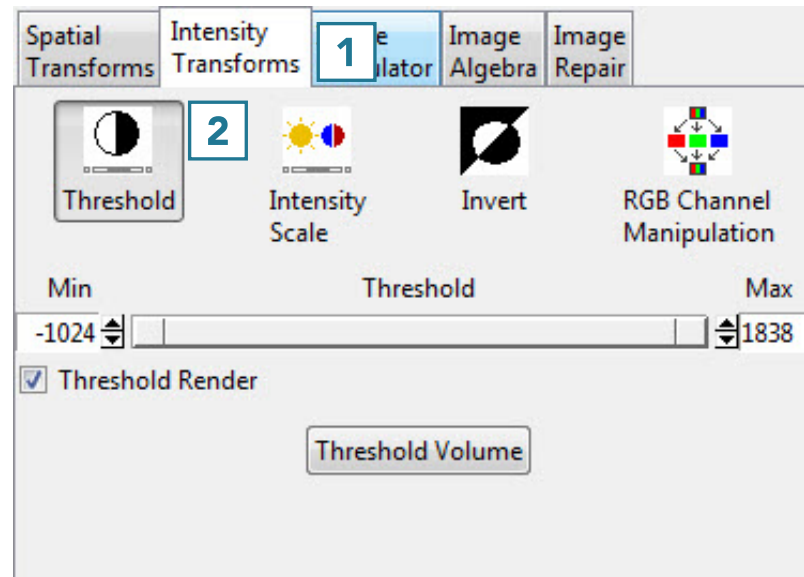 Spatial
Transforms
Intensity
Transforms
1
Image
Algebra
Image
Repair
2
Threshold
Intensity
Scale
Invert
RGB Channel
Manipulation
Min Threshold Max
-1024 1838
Threshold Render
Threshold Volume